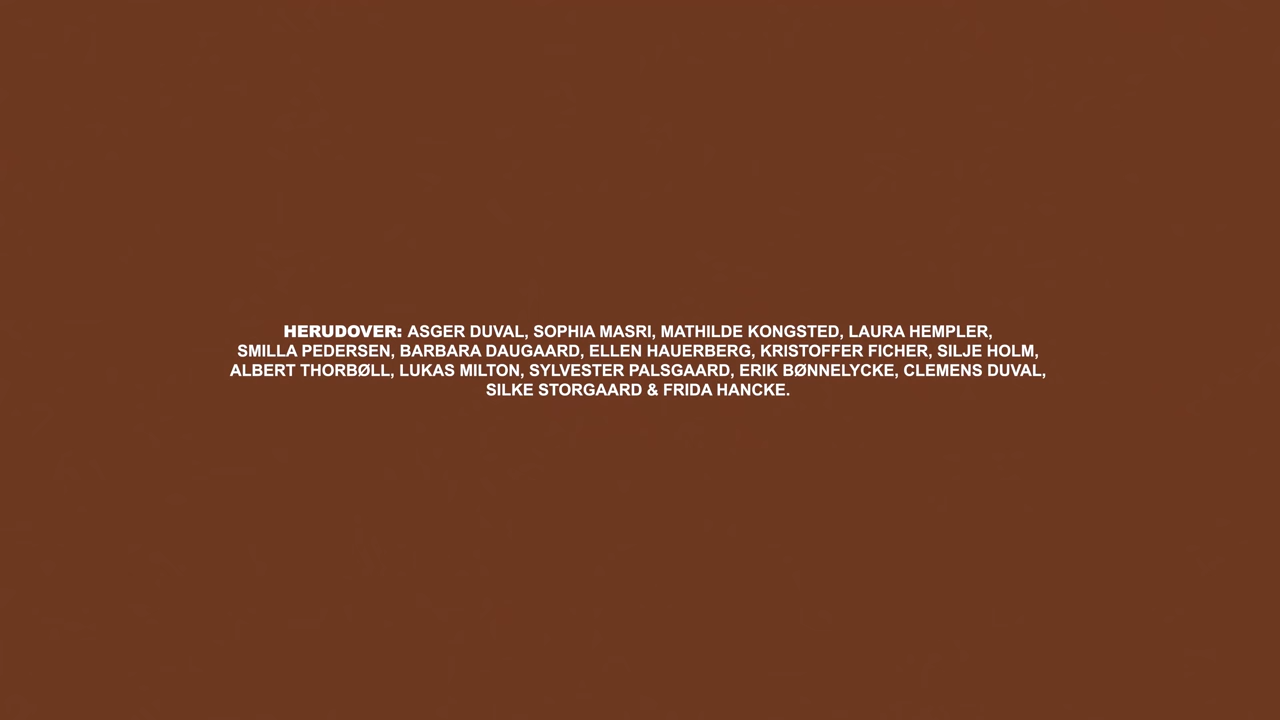 HERUDOVER: ASGER DUVAL, SOPHIA MASRI, MATHILDE KONGSTED, LAURA HEMPLER,
SMILLA PEDERSEN, BARBARA DAUGAARD, ELLEN HAUERBERG, KRISTOFFER FICHER, SILJE HOLM,
ALBERT THORBØLL, LUKAS MILTON, SYLVESTER PALSGAARD, ERIK BØNNELYCKE, CLEMENS DUVAL,
SILKE STORGAARD & FRIDA HANCKE.